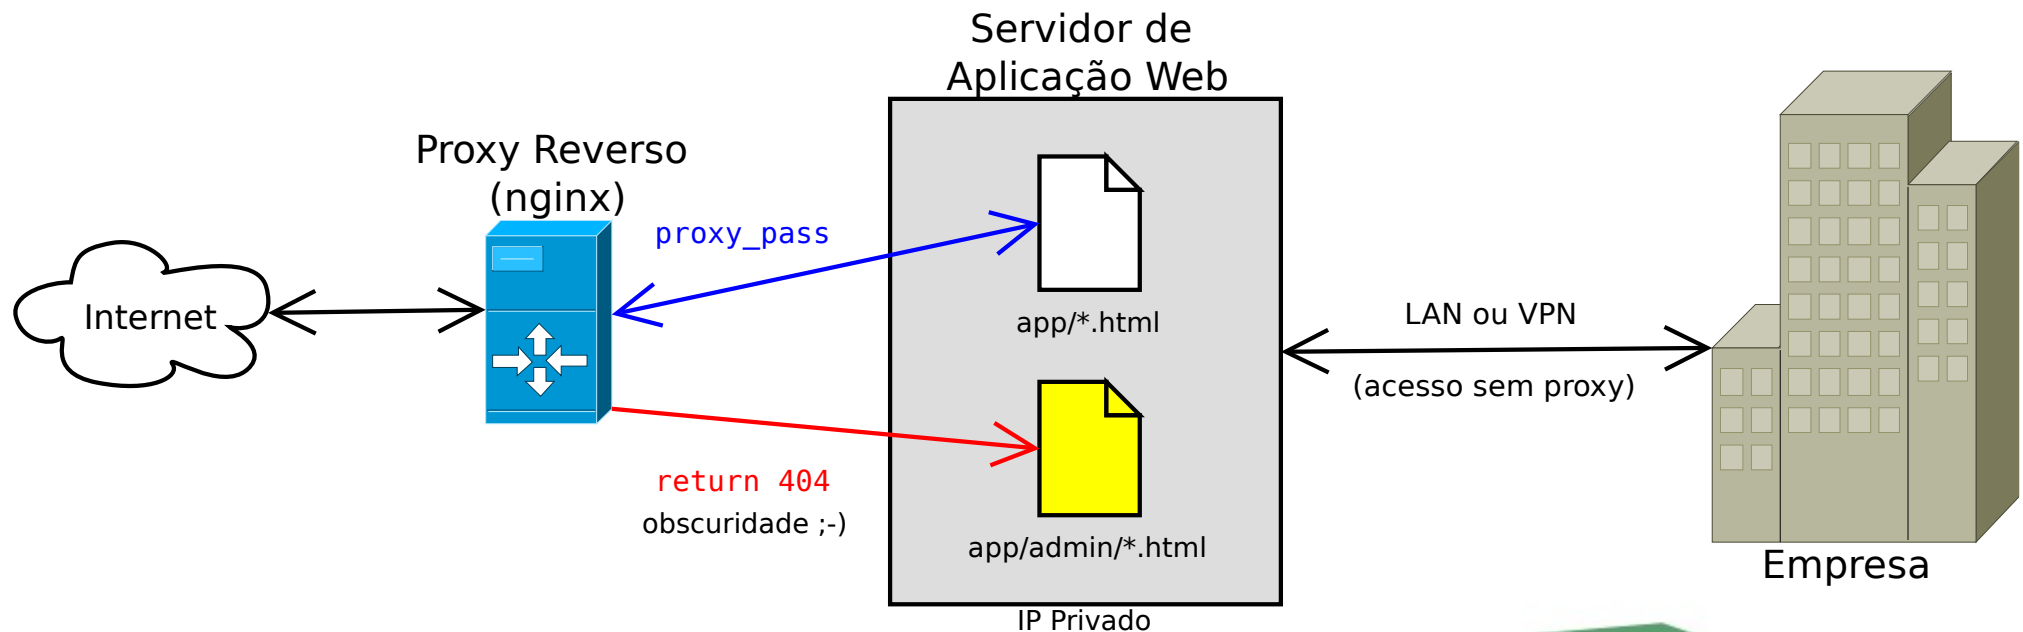 Servidor de
Aplicação Web
Proxy Reverso
(nginx)
proxy_pass
Internet
app/*.html
LAN ou VPN
(acesso sem proxy)
return 404
obscuridade ;-)
app/admin/*.html
Empresa
IP Privado